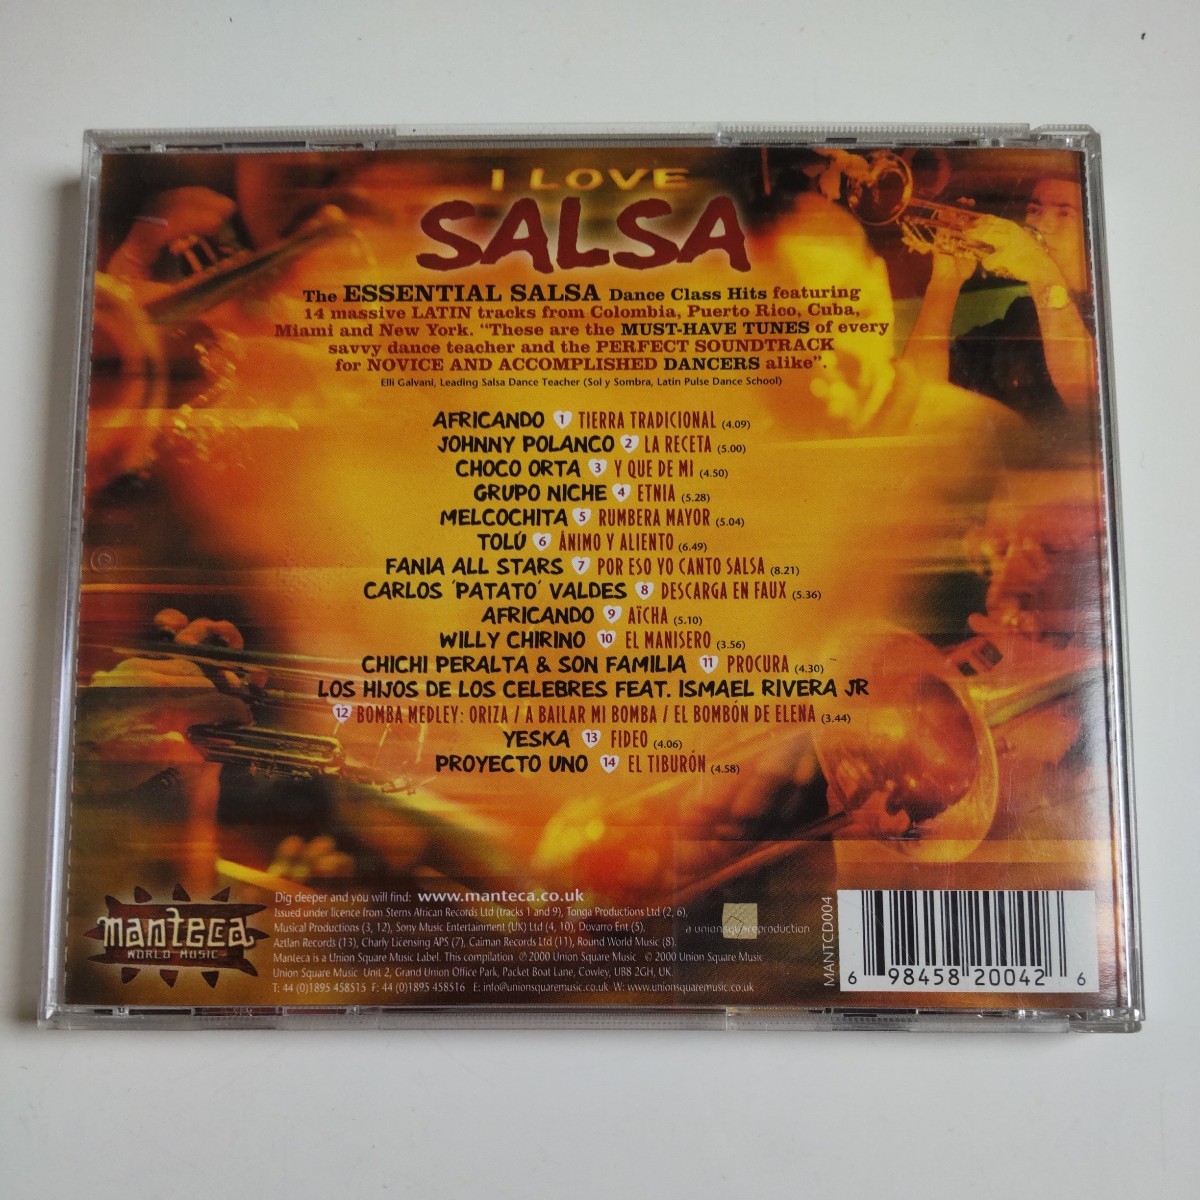 I LOVE
SALSA
The ESSENTIAL SALSA Dance Class Hits featuring
14 massive LATIN tracks from Colombia, Puerto Rico, Cuba,
Miami and New York. “These are the MUST-HAVE TUNES of every
savvy dance teacher and the PERFECT SOUNDTRACK
for NOVICE AND ACCOMPLISHED DANCERS alike”.
Elli Galvani, Leading Salsa Dance Teacher (Sol y Sombra, Latin Pulse Dance School)
AFRICANDO 1 TIERRA TRADICIONAL (4.09)
JOHNNY POLANCO 2 LA RECETA (5.00)
CHOCO ORTA 3 Y QUE DE MI (4.50)
GRUPO NICHE 4 ETNIA (5.28)
MELCOCHITA 5 RUMBERA MAYOR (5.04)
TOLÚ 6 ÁNIMO Y ALIENTO (6.49)
FANIA ALL STARS 7 POR ESO YO CANTO SALSA (8.21)
CARLOS 'PATATO' VALDES 8 DESCARGA EN FAUX (5.36)
AFRICANDO 9 AÏCHA (5.10)
WILLY CHIRINO 10 EL MANISERO (3.56)
CHICHI PERALTA & SON FAMILIA 11 PROCURA (4.30)
LOS HIJOS DE LOS CELEBRES FEAT. ISMAEL RIVERA JR
12 BOMBA MEDLEY: ORIZA / A BAILAR MI BOMBA / EL BOMBÓN DE ELENA (3.44)
YESKA 13 FIDEO (4.06)
PROYECTO UNO 14 EL TIBURÓN (4.58)
manteca
WORLD MUSIC
Dig deeper and you will find: www.manteca.co.uk
Issued under licence from Sterns African Records Ltd (tracks 1 and 9), Tonga Productions Ltd (2, 6),
Musical Productions (3, 12), Sony Music Entertainment (UK) Ltd (4, 10), Dovarro Ent (5),
Aztlan Records (13), Charly Licensing APS (7), Caiman Records Ltd (11), Round World Music (8).
Manteca is a Union Square Music Label. This compilation ℗ 2000 Union Square Music © 2000 Union Square Music
Union Square Music Unit 2, Grand Union Office Park, Packet Boat Lane, Cowley, UB8 2GH, UK.
T: 44 (0)1895 458515 F: 44 (0)1895 458516 E: info@unionsquaremusic.co.uk W: www.unionsquaremusic.co.uk
a unionsquareproduction
MANTCD004
6 98458 20042 6